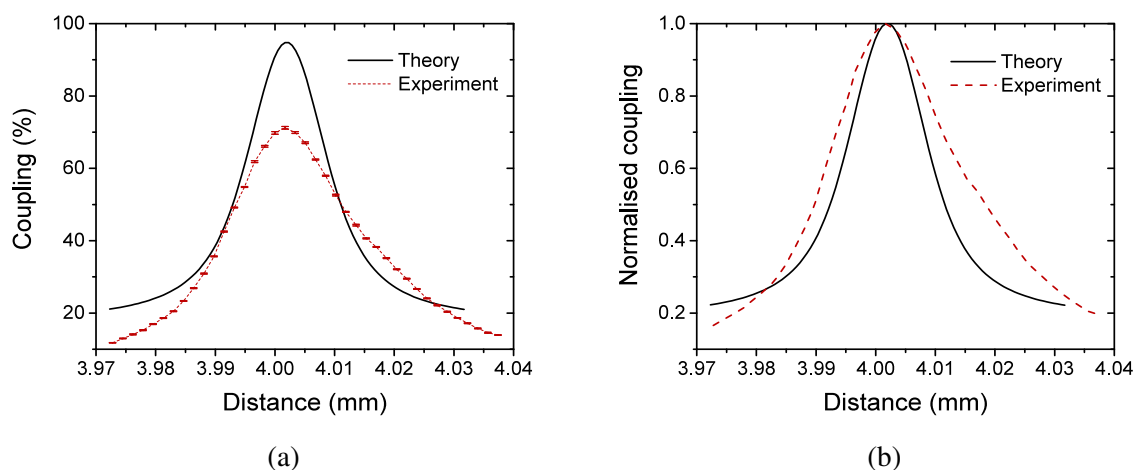 100
80
60
40
20
Coupling (%)
Theory
Experiment
3.97 3.98 3.99 4.00 4.01 4.02 4.03 4.04
Distance (mm)
(a)
1.0
0.8
0.6
0.4
0.2
Normalised coupling
Theory
Experiment
3.97 3.98 3.99 4.00 4.01 4.02 4.03 4.04
Distance (mm)
(b)